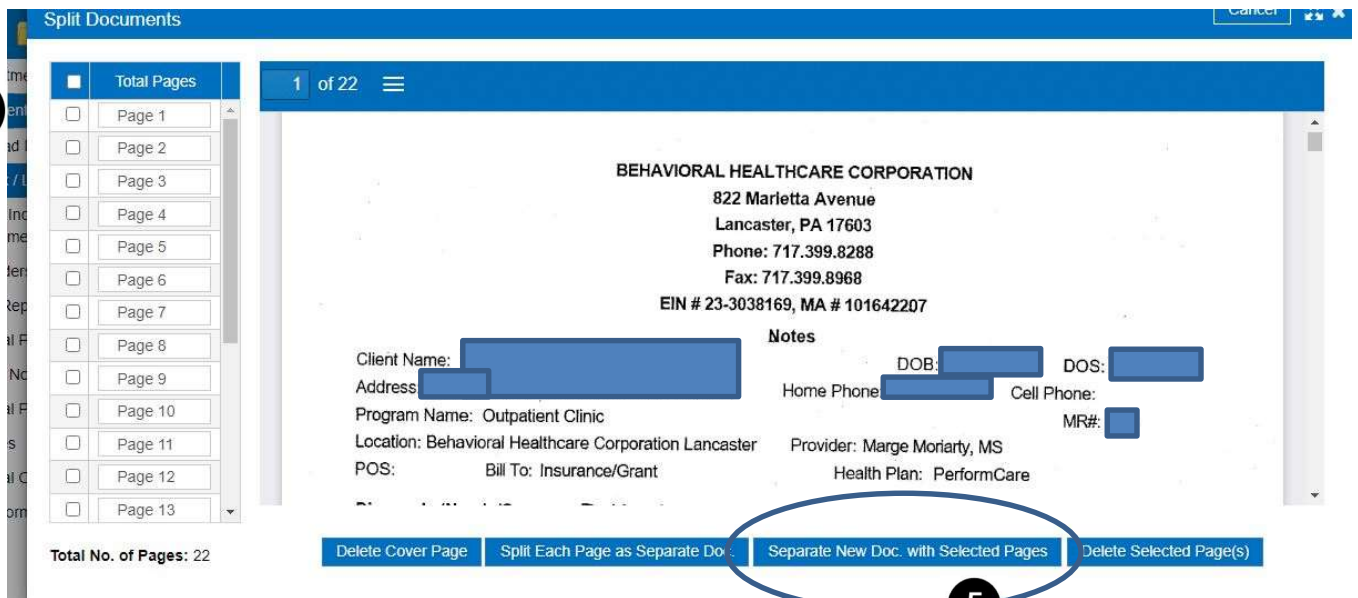 Split Documents
Cancel
Total Pages
Page 1
Page 2
Page 3
Page 4
Page 5
Page 6
Page 7
Page 8
Page 9
Page 10
Page 11
Page 12
Page 13
Total No. of Pages: 22
1 of 22
BEHAVIORAL HEALTHCARE CORPORATION
822 Marietta Avenue
Lancaster, PA 17603
Phone: 717.399.8288
Fax: 717.399.8968
EIN # 23-3038169, MA # 101642207
Notes
Client Name: DOB: DOS:
Address: Home Phone: Cell Phone:
Program Name: Outpatient Clinic MR#:
Location: Behavioral Healthcare Corporation Lancaster Provider: Marge Moriarty, MS
POS: Bill To: Insurance/Grant Health Plan: PerformCare
Delete Cover Page Split Each Page as Separate Doc. Separate New Doc. with Selected Pages Delete Selected Page(s)
5